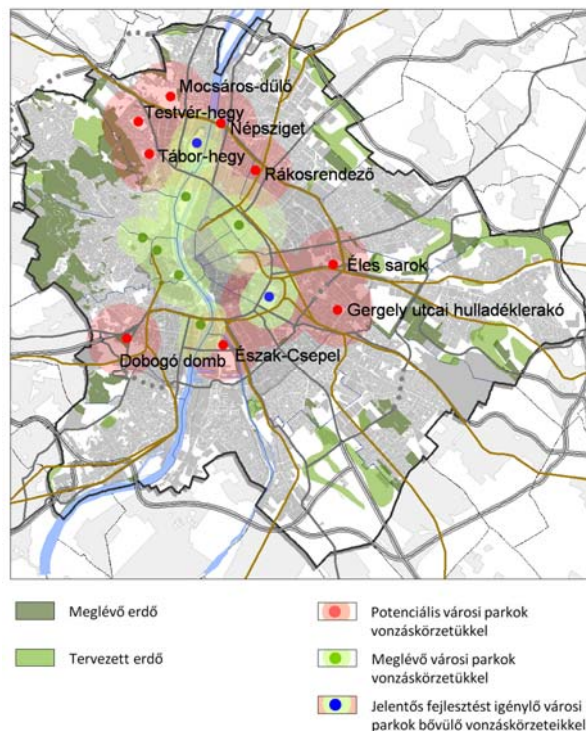 Mocsáros-dűlő
Testvér-hegy
Népsziget
Tábor-hegy
Rákosrendező
Éles sarok
Gergely utcai hulladéklerakó
Észak-Csepel
Dobogó domb
Meglévő erdő
Tervezett erdő
Potenciális városi parkok
vonzáskörzetükkel
Meglévő városi parkok
vonzáskörzetükkel
Jelentős fejlesztést igénylő városi
parkok bővülő vonzáskörzeteikkel